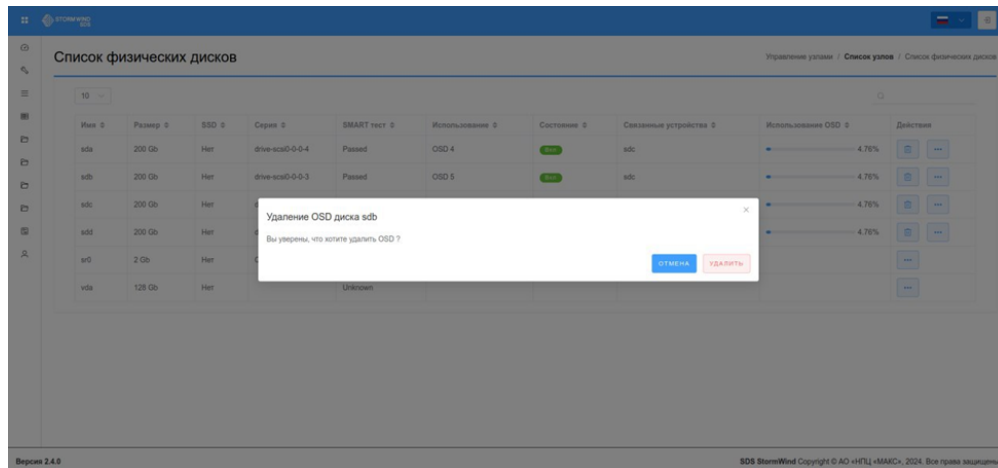 STORMWIND
SDS
Список физических дисков
Управление узлами / Список узлов / Список физических дисков
10
Имя Размер SSD Серия SMART тест Использование Состояние Связанные устройства Использование OSD Действия
sda 200 Gb Нет drive-scsi0-0-0-4 Passed OSD 4 Вкл sdc 4.76%
sdb 200 Gb Нет drive-scsi0-0-0-3 Passed OSD 5 Вкл sdc 4.76%
sdc 200 Gb Нет 4.76%
Удаление OSD диска sdb
sdd 200 Gb Нет 4.76%
Вы уверены, что хотите удалить OSD ?
sr0 2 Gb Нет
ОТМЕНА УДАЛИТЬ
vda 128 Gb Нет Unknown
Версия 2.4.0
SDS StormWind Copyright © АО «НПЦ «МАКС», 2024. Все права защищены